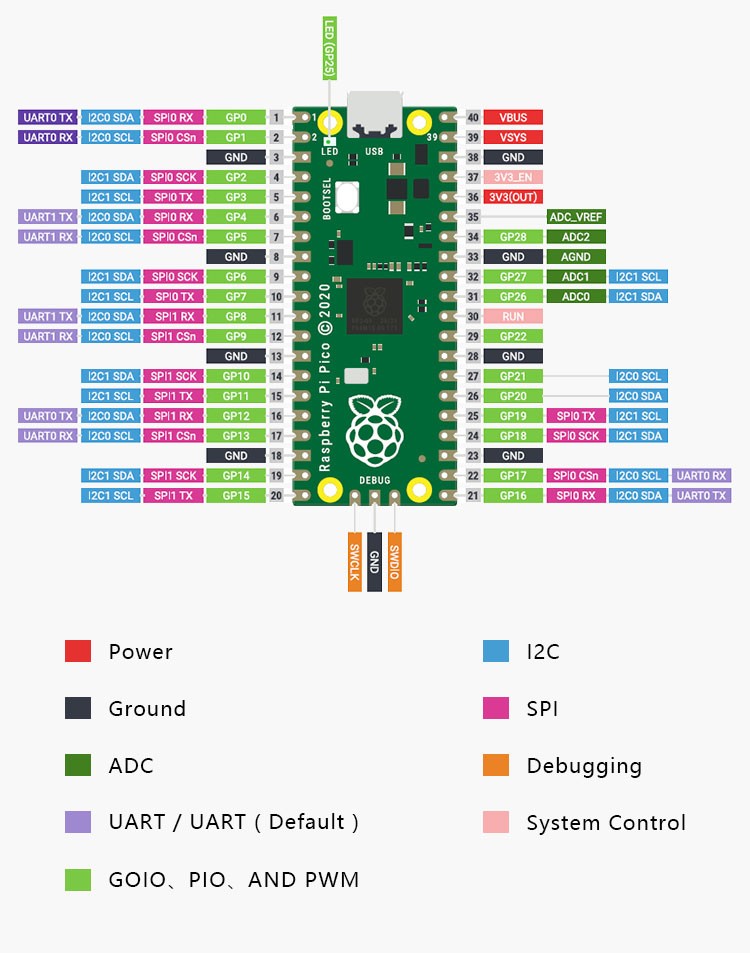 LED (GP25)
UART0 TX I2C0 SDA SPI0 RX GP0 1 1 40 VBUS
UART0 RX I2C0 SCL SPI0 CSn GP1 2 2 39 39 VSYS
GND 3 LED USB 38 GND
I2C1 SDA SPI0 SCK GP2 4 37 3V3_EN
I2C1 SCL SPI0 TX GP3 5 BOOTSEL 36 3V3(OUT)
UART1 TX I2C0 SDA SPI0 RX GP4 6 35 ADC_VREF
UART1 RX I2C0 SCL SPI0 CSn GP5 7 34 GP28 ADC2
GND 8 33 GND AGND
I2C1 SDA SPI0 SCK GP6 9 32 GP27 ADC1 I2C1 SCL
I2C1 SCL SPI0 TX GP7 10 31 GP26 ADC0 I2C1 SDA
UART1 TX I2C0 SDA SPI1 RX GP8 11 30 RUN
UART1 RX I2C0 SCL SPI1 CSn GP9 12 29 GP22
GND 13 28 GND
I2C1 SDA SPI1 SCK GP10 14 27 GP21 I2C0 SCL
I2C1 SCL SPI1 TX GP11 15 26 GP20 I2C0 SDA
UART0 TX I2C0 SDA SPI1 RX GP12 16 25 GP19 SPI0 TX I2C1 SCL
UART0 RX I2C0 SCL SPI1 CSn GP13 17 24 GP18 SPI0 SCK I2C1 SDA
GND 18 23 GND
I2C1 SDA SPI1 SCK GP14 19 22 GP17 SPI0 CSn I2C0 SCL UART0 RX
I2C1 SCL SPI1 TX GP15 20 21 GP16 SPI0 RX I2C0 SDA UART0 TX
Raspberry Pi Pico © 2020
DEBUG
SWCLK
GND
SWDIO
Power
I2C
Ground
SPI
ADC
Debugging
UART / UART ( Default )
System Control
GOIO、PIO、AND PWM